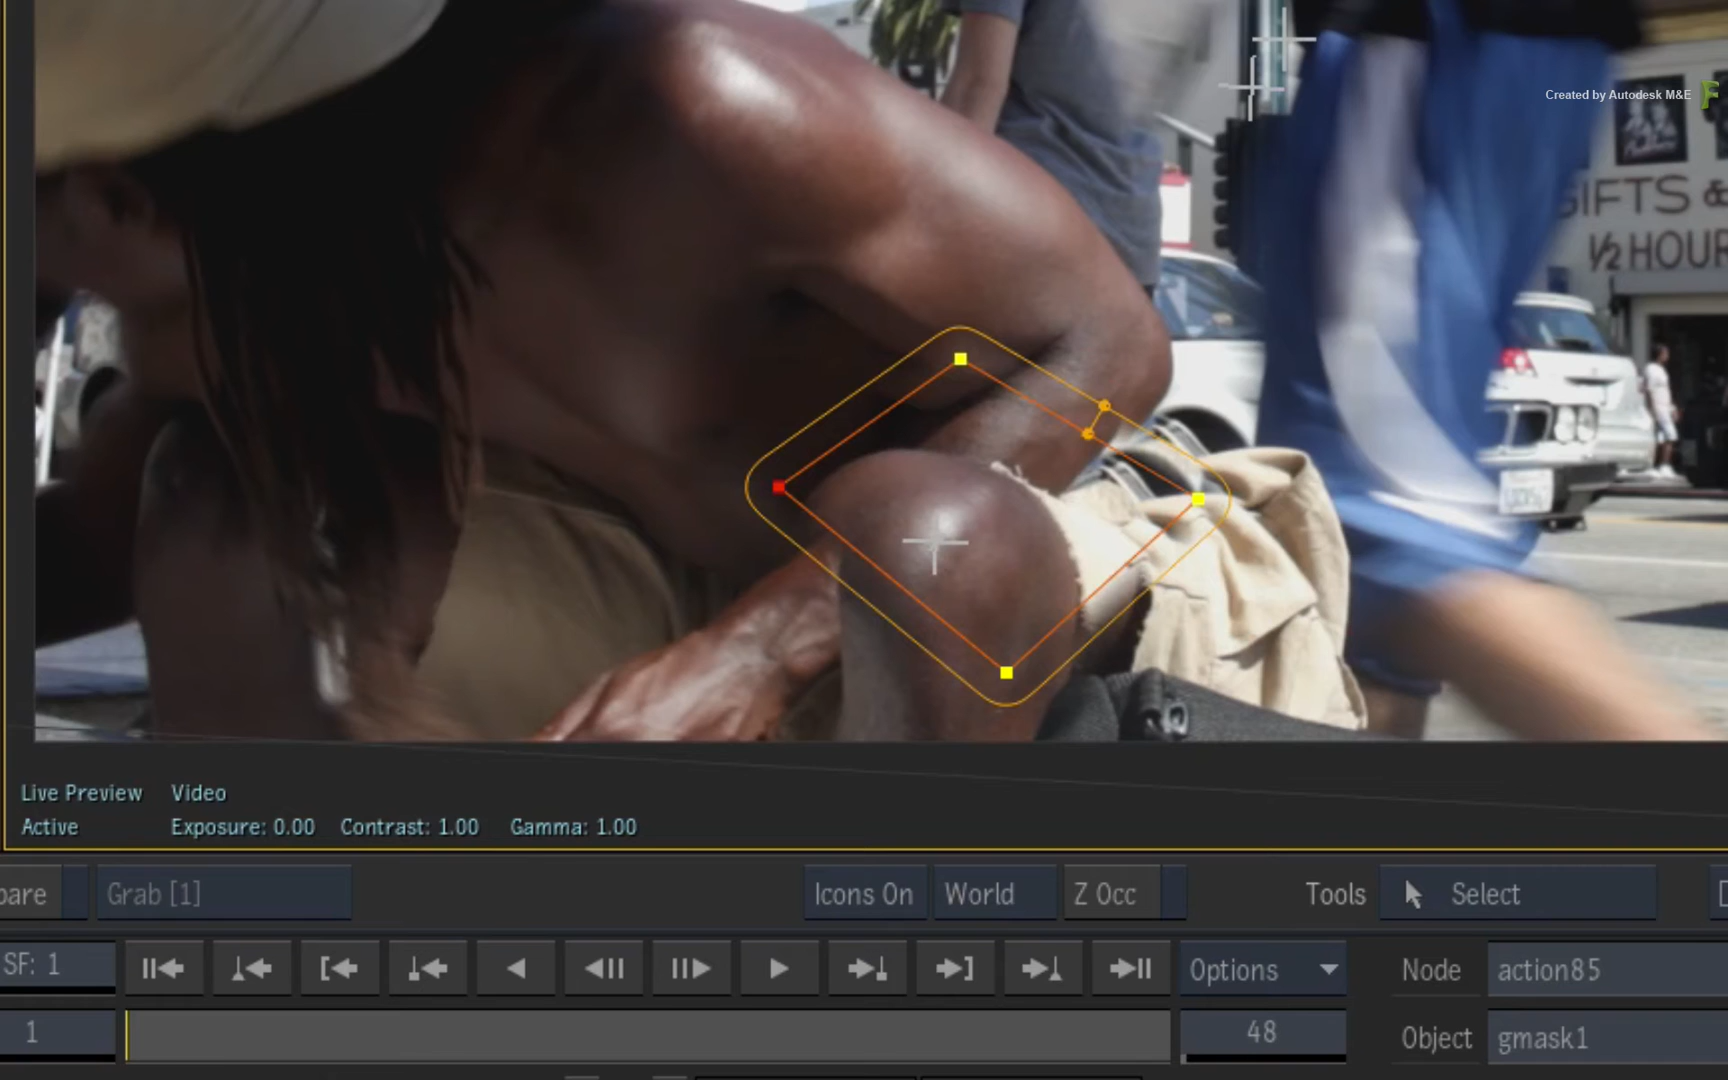 Created by Autodesk M&E
GIFTS &
1/2 HOUR
Live Preview Video
Active Exposure: 0.00 Contrast: 1.00 Gamma: 1.00
pare Grab [1] Icons On World Z Occ Tools Select
SF: 1 Options Node action85
1 48 Object gmask1